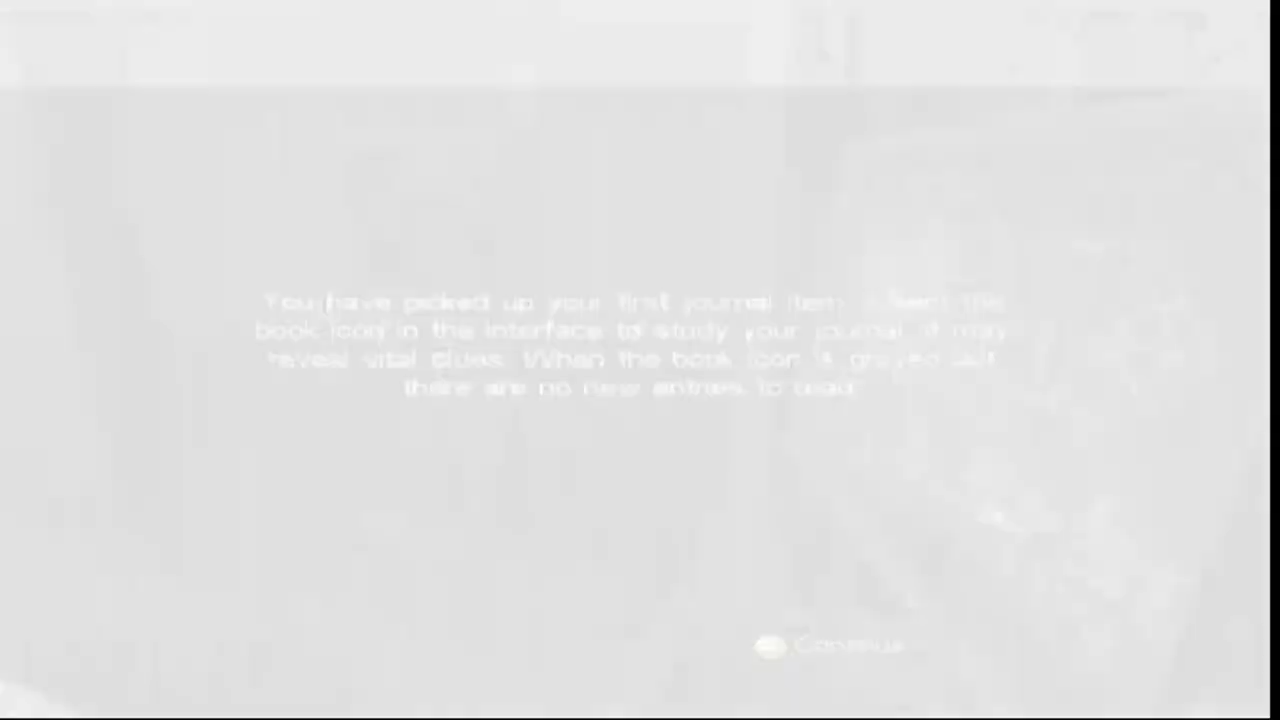 You have picked up your first journal item. Select the
book icon in the interface to study your journal. It may
reveal vital clues. When the book icon is greyed out
there are no new entries to read.
Continue